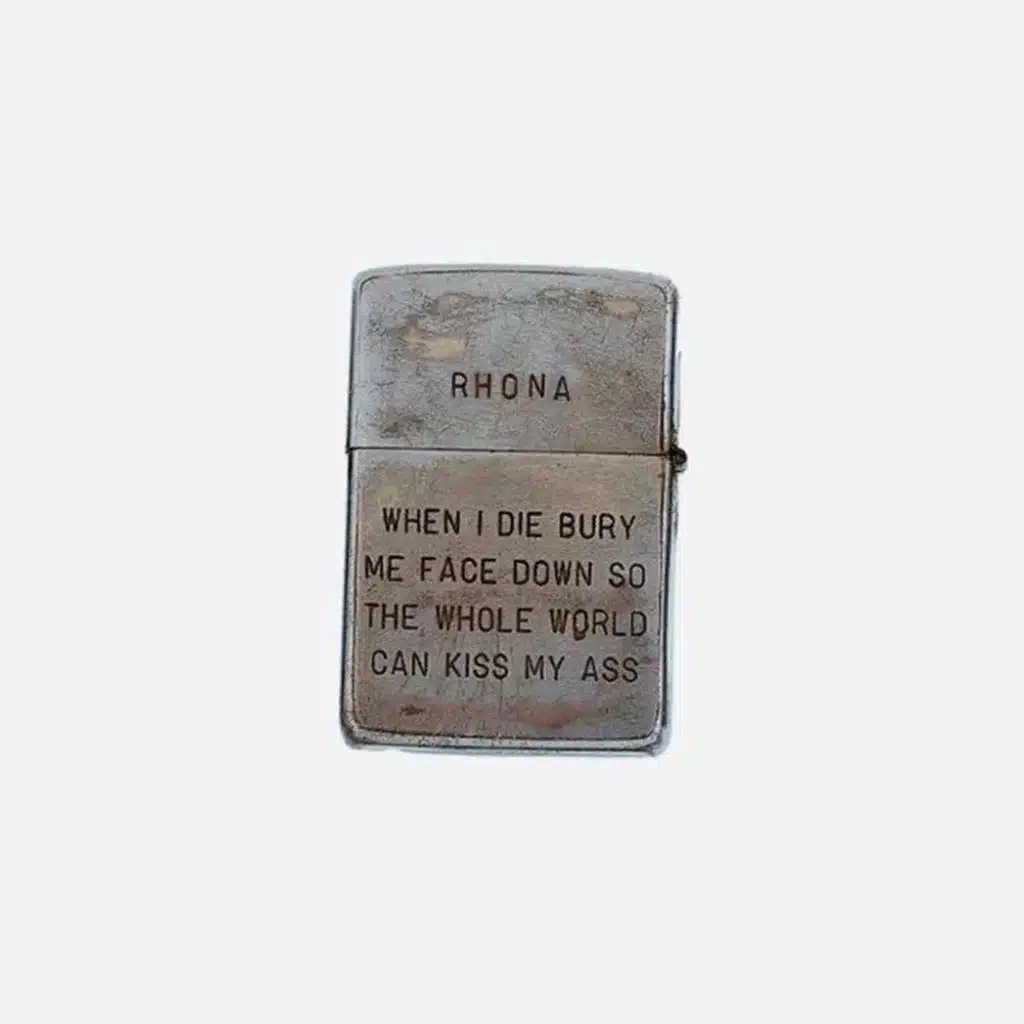 RHONA
WHEN I DIE BURY
ME FACE DOWN SO
THE WHOLE WORLD
CAN KISS MY ASS